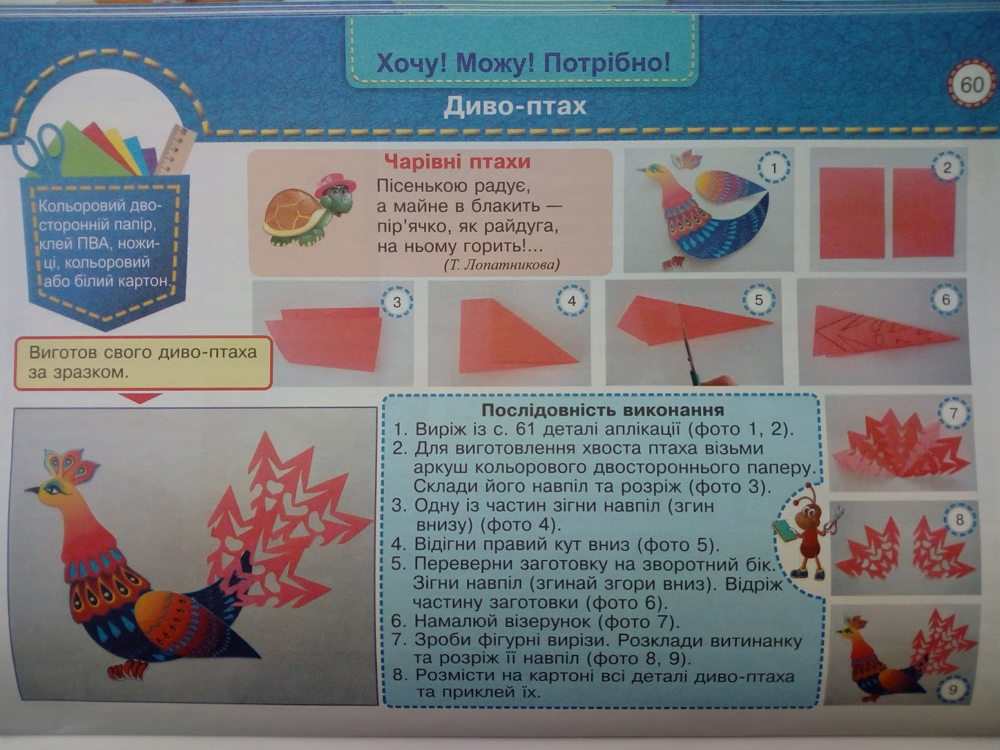 Хочу! Можу! Потрібно!
60
Диво-птах
Кольоровий дво-
сторонній папір,
клей ПВА, ножи-
ці, кольоровий
або білий картон.
Чарівні птахи
Пісенькою радує,
а майне в блакить —
пір’ячко, як райдуга,
на ньому горить!...
(Т. Лопатникова)
1
2
3
4
5
6
Виготов свого диво-птаха
за зразком.
Послідовність виконання
1. Виріж із с. 61 деталі аплікації (фото 1, 2).
2. Для виготовлення хвоста птаха візьми
аркуш кольорового двостороннього паперу.
Склади його навпіл та розріж (фото 3).
3. Одну із частин зігни навпіл (згин
внизу) (фото 4).
4. Відігни правий кут вниз (фото 5).
5. Переверни заготовку на зворотний бік.
Зігни навпіл (згинай згори вниз). Відріж
частину заготовки (фото 6).
6. Намалюй візерунок (фото 7).
7. Зроби фігурні вирізи. Розклади витинанку
та розріж її навпіл (фото 8, 9).
8. Розмісти на картоні всі деталі диво-птаха
та приклей їх.
7
8
9